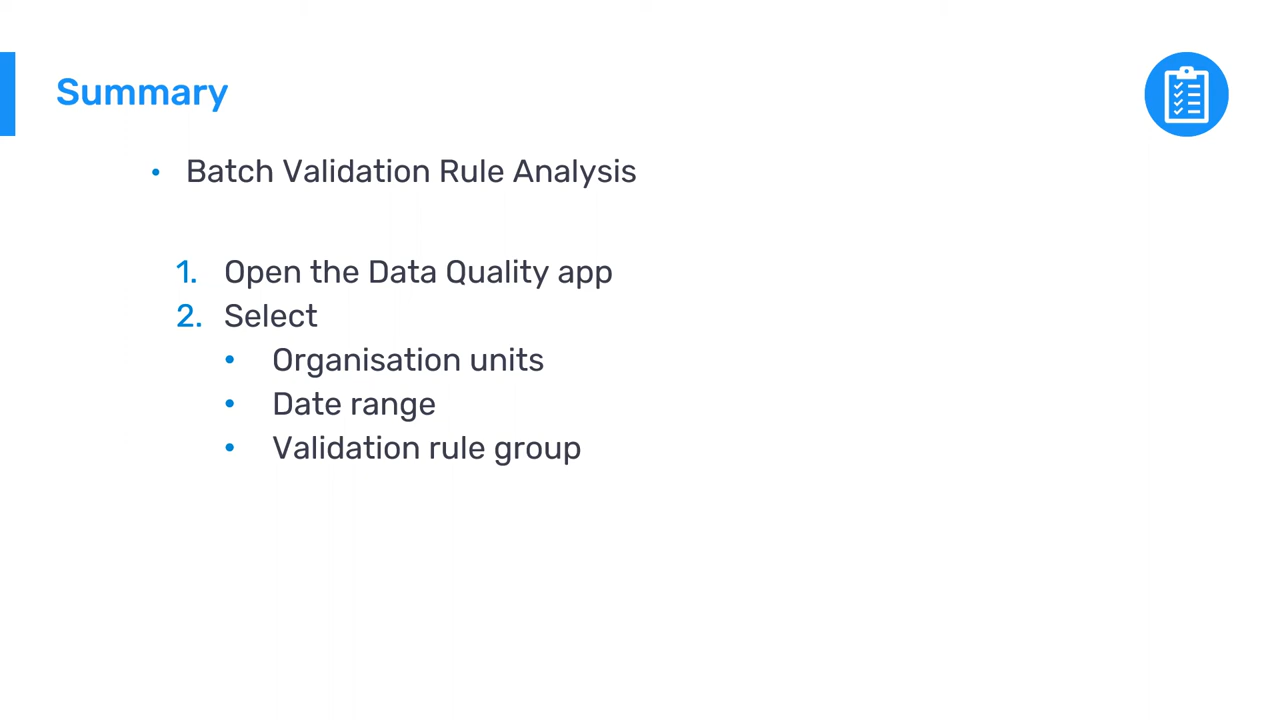 Summary
• Batch Validation Rule Analysis
1. Open the Data Quality app
2. Select
• Organisation units
• Date range
• Validation rule group